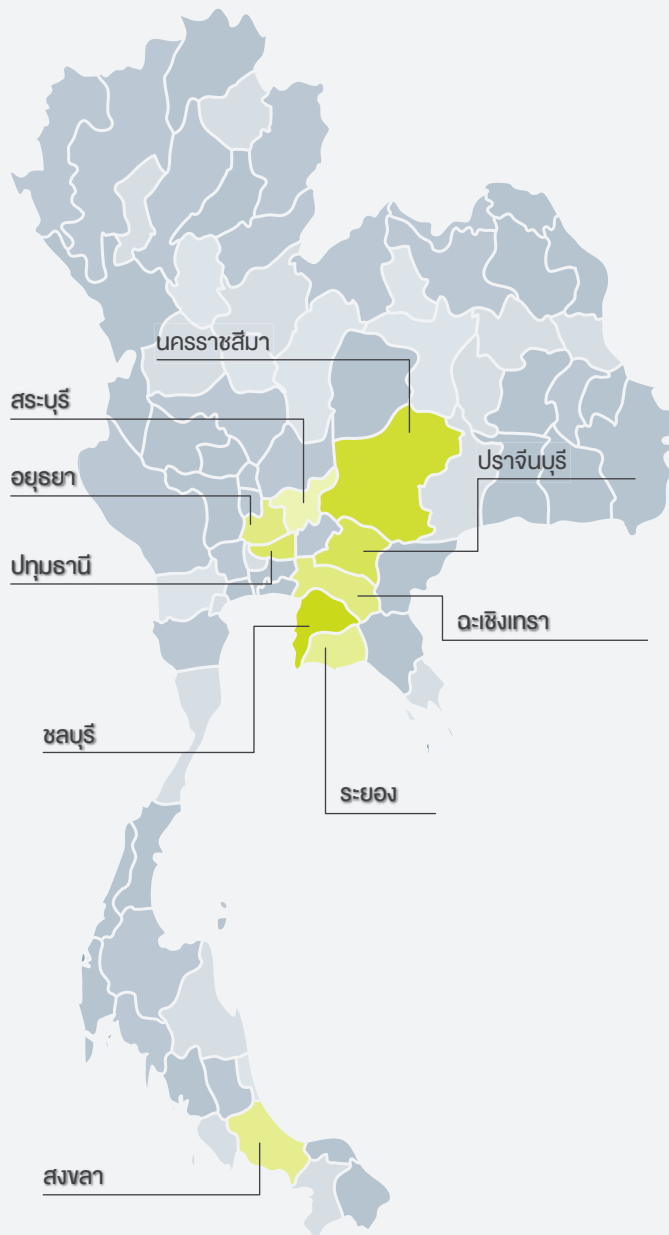 นครราชสีมา
สระบุรี
ปราจีนบุรี
อยุธยา
ปทุมธานี
ฉะเชิงเทรา
ชลบุรี
ระยอง
สงขลา